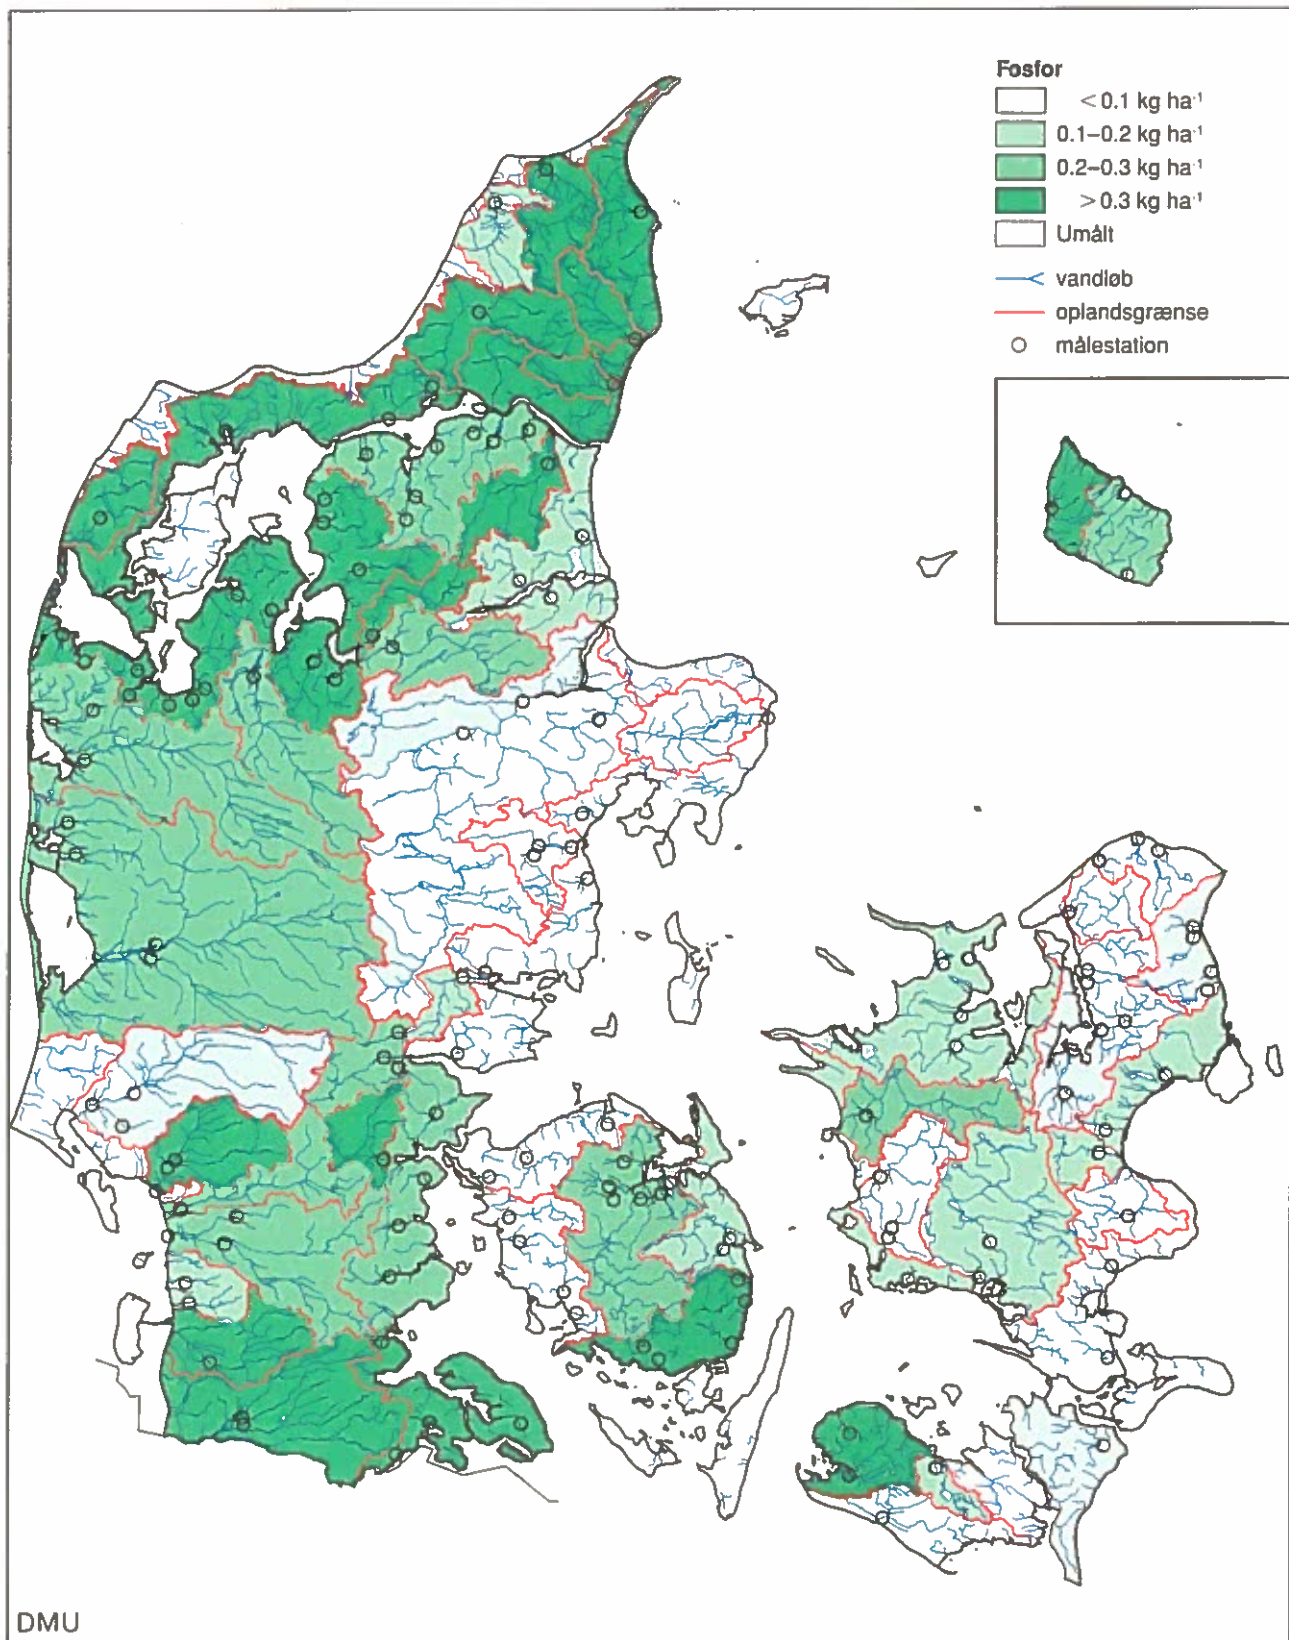 Fosfor
< 0.1 kg ha⁻¹
0.1–0.2 kg ha⁻¹
0.2–0.3 kg ha⁻¹
> 0.3 kg ha⁻¹
Umålt
vandløb
oplandsgrænse
målestation
DMU